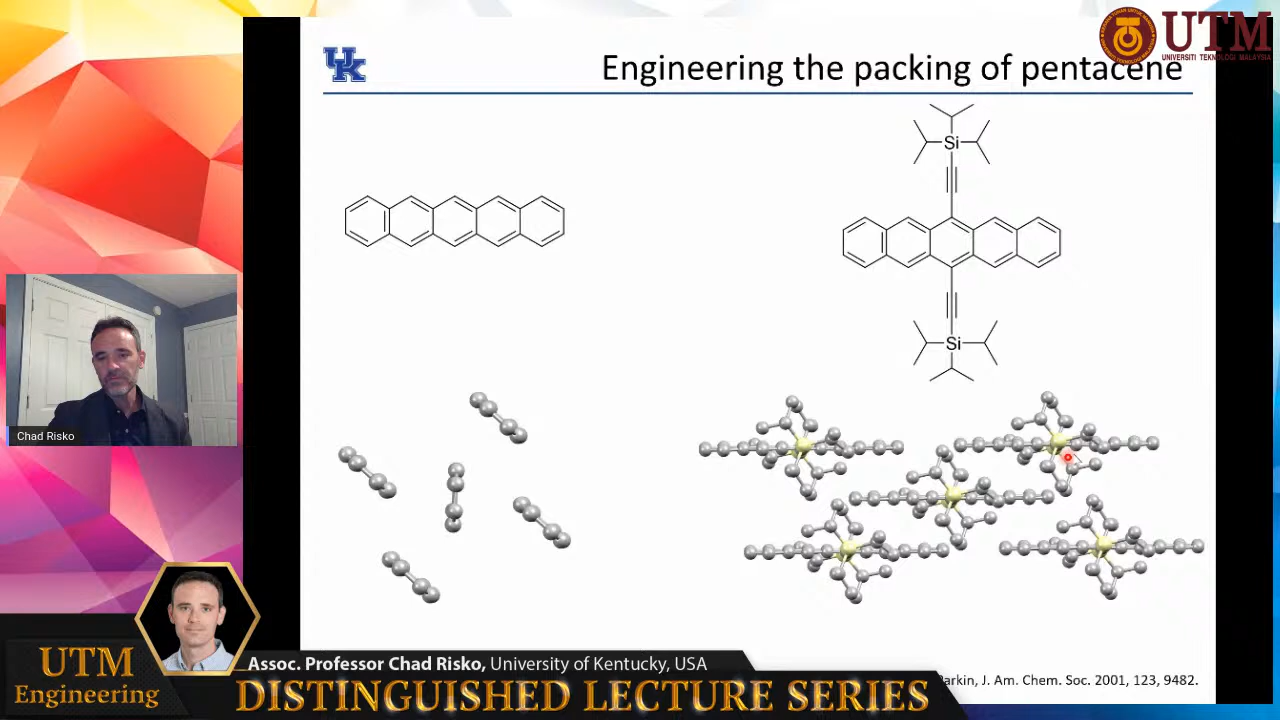 Engineering the packing of pentacene
UTM
UNIVERSITI TEKNOLOGI MALAYSIA
UK
Si
Si
Chad Risko
UTM
Engineering
Assoc. Professor Chad Risko, University of Kentucky, USA
DISTINGUISHED LECTURE SERIES
arkin, J. Am. Chem. Soc. 2001, 123, 9482.